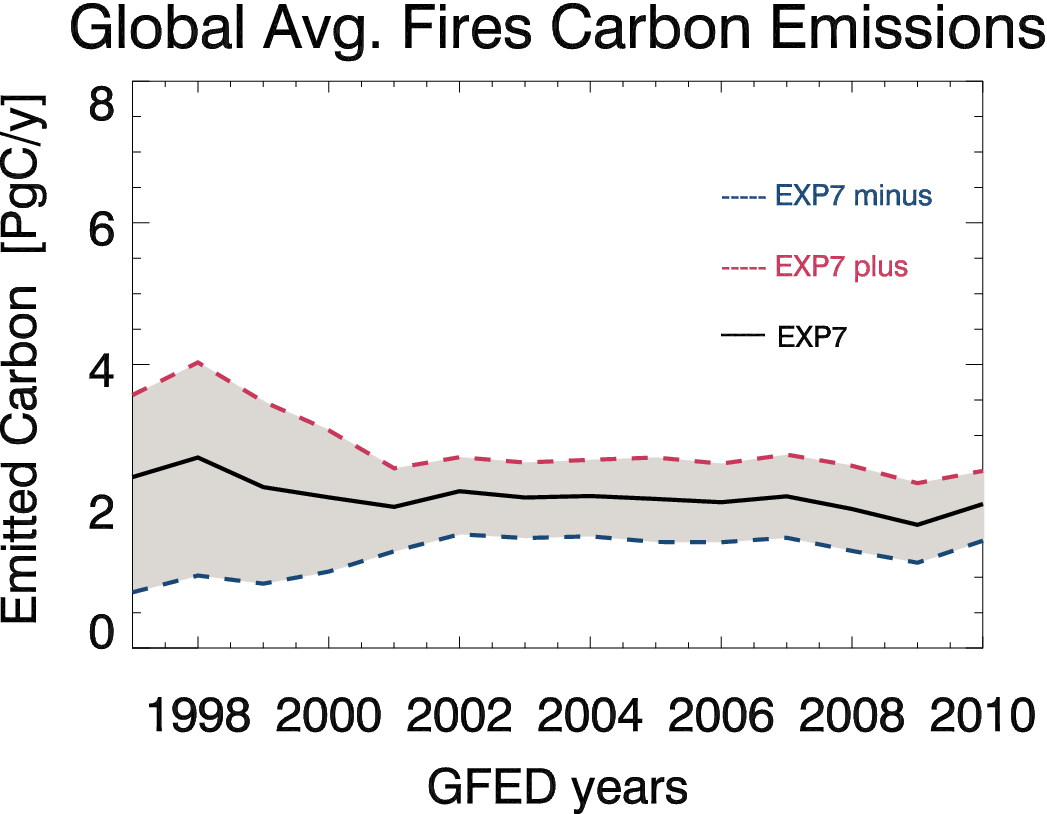 Global Avg. Fires Carbon Emissions
Emitted Carbon [PgC/y]
8
6
4
2
0
EXP7 minus
EXP7 plus
EXP7
1998 2000 2002 2004 2006 2008 2010
GFED years